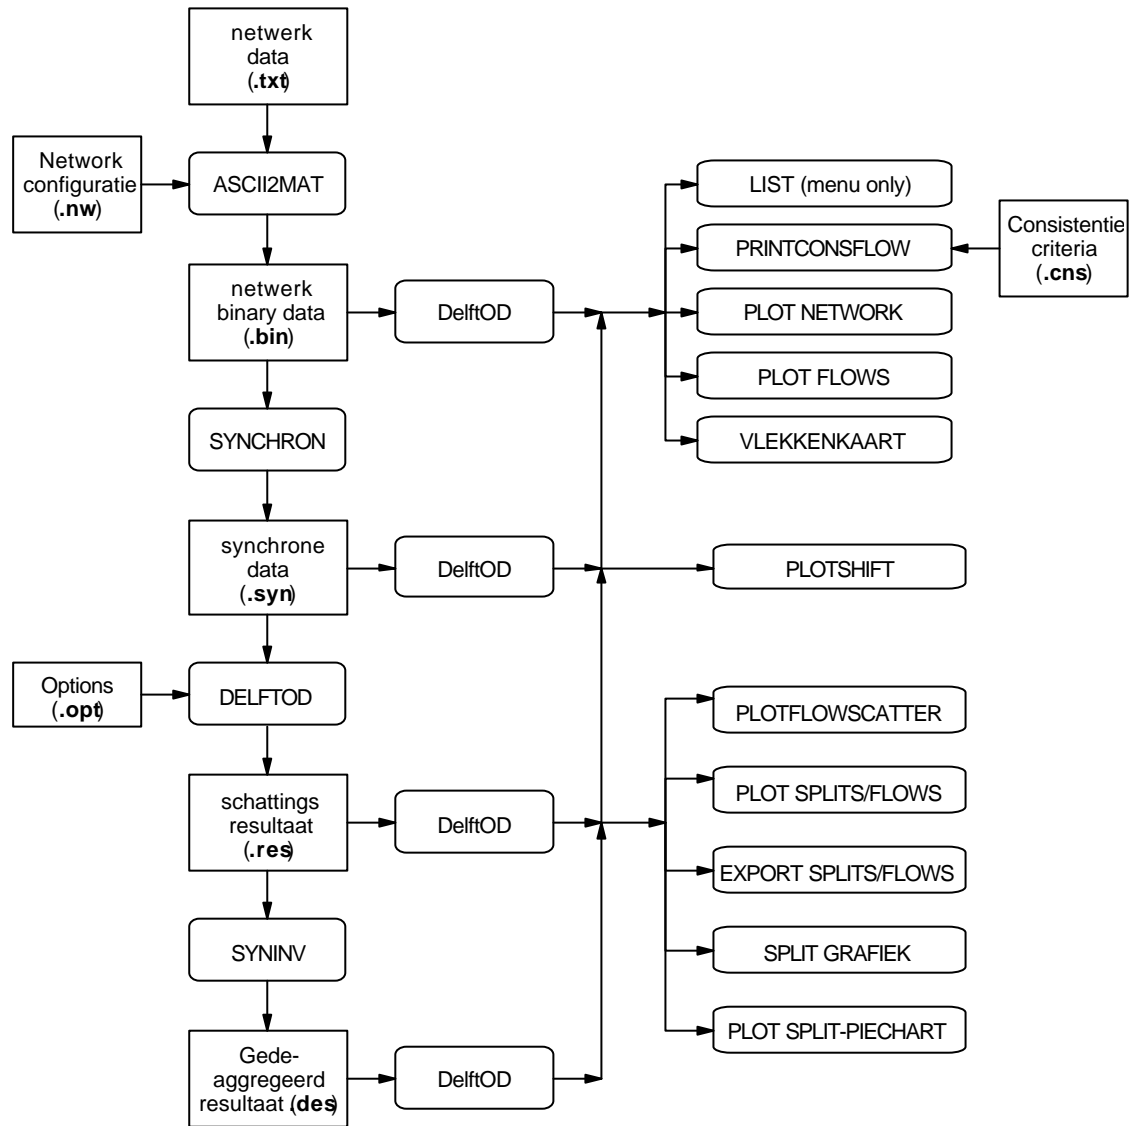 netwerk
data
(.txt)
Network
configuratie
(.nw)
ASCII2MAT
LIST (menu only)
PRINTCONSFLOW
Consistentie
criteria
(.cns)
netwerk
binary data
(.bin)
DelftOD
PLOT NETWORK
PLOT FLOWS
VLEKKENKAART
SYNCHRON
synchrone
data
(.syn)
DelftOD
PLOTSHIFT
Options
(.opt)
DELFTOD
PLOTFLOWSCATTER
schattings
resultaat
(.res)
DelftOD
PLOT SPLITS/FLOWS
EXPORT SPLITS/FLOWS
SYNINV
SPLIT GRAFIEK
PLOT SPLIT-PIECHART
Gede-
aggregeerd
resultaat (.des)
DelftOD